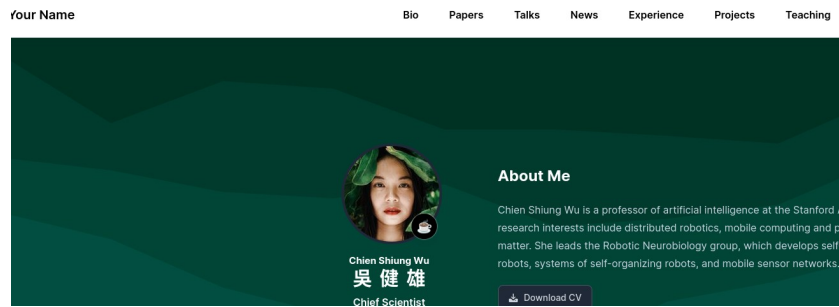 Your Name
Bio Papers Talks News Experience Projects Teaching
About Me
Chien Shiung Wu is a professor of artificial intelligence at the Stanford
research interests include distributed robotics, mobile computing and
matter. She leads the Robotic Neurobiology group, which develops self
robots, systems of self-organizing robots, and mobile sensor networks.
Download CV
Chien Shiung Wu
吳健雄
Chief Scientist